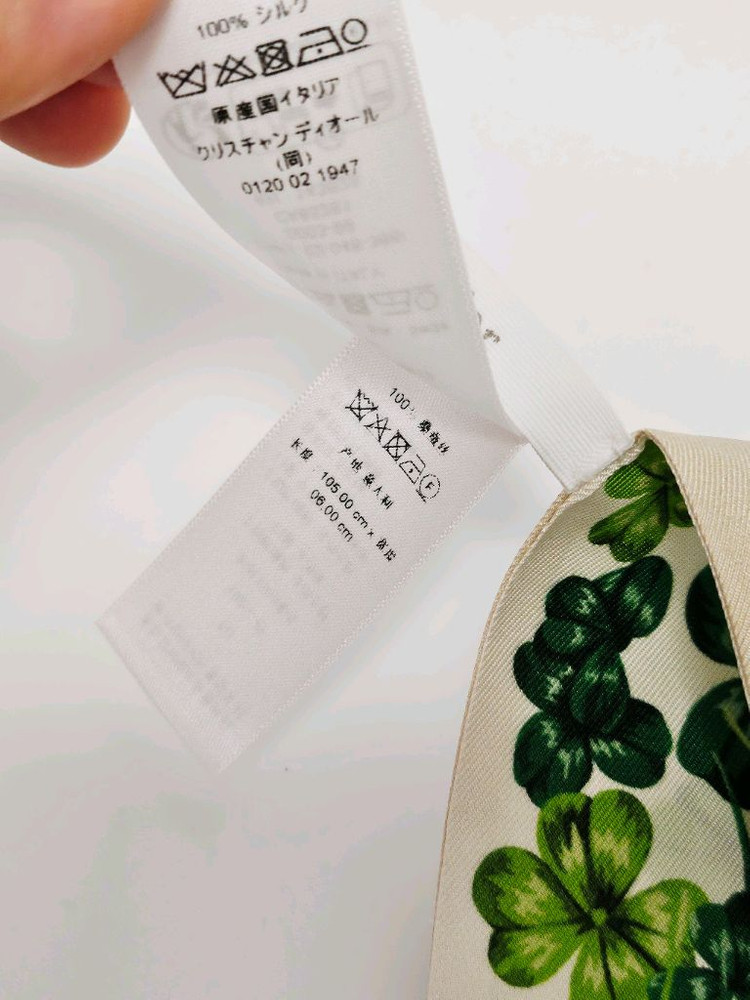 100% シルク
原産国イタリア
クリスチャン ディオール
(同)
0120 02 1947
100% 桑蚕丝
产地 意大利
长度 : 105.00 cm x 宽度
06.00 cm